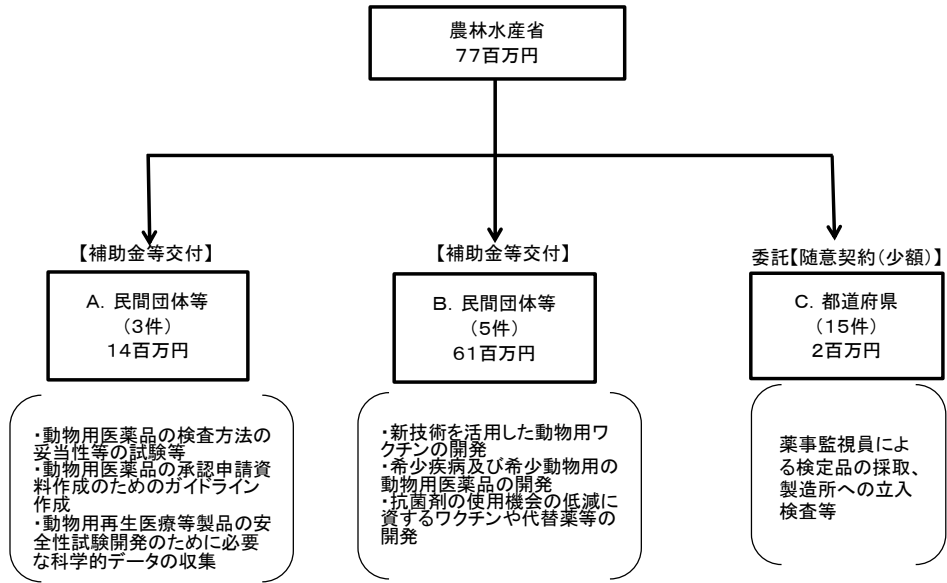 農林水産省
77百万円
【補助金等交付】
A. 民間団体等
（3件）
14百万円
・動物用医薬品の検査方法の
妥当性等の試験等
・動物用医薬品の承認申請資
料作成のためのガイドライン
作成
・動物用再生医療等製品の安
全性試験開発のために必要
な科学的データの収集
【補助金等交付】
B. 民間団体等
（5件）
61百万円
・新技術を活用した動物用ワ
クチンの開発
・希少疾病及び希少動物用の
動物用医薬品の開発
・抗菌剤の使用機会の低減に
資するワクチンや代替薬等の
開発
委託【随意契約（少額）】
C. 都道府県
（15件）
2百万円
薬事監視員によ
る検定品の採取、
製造所への立入
検査等